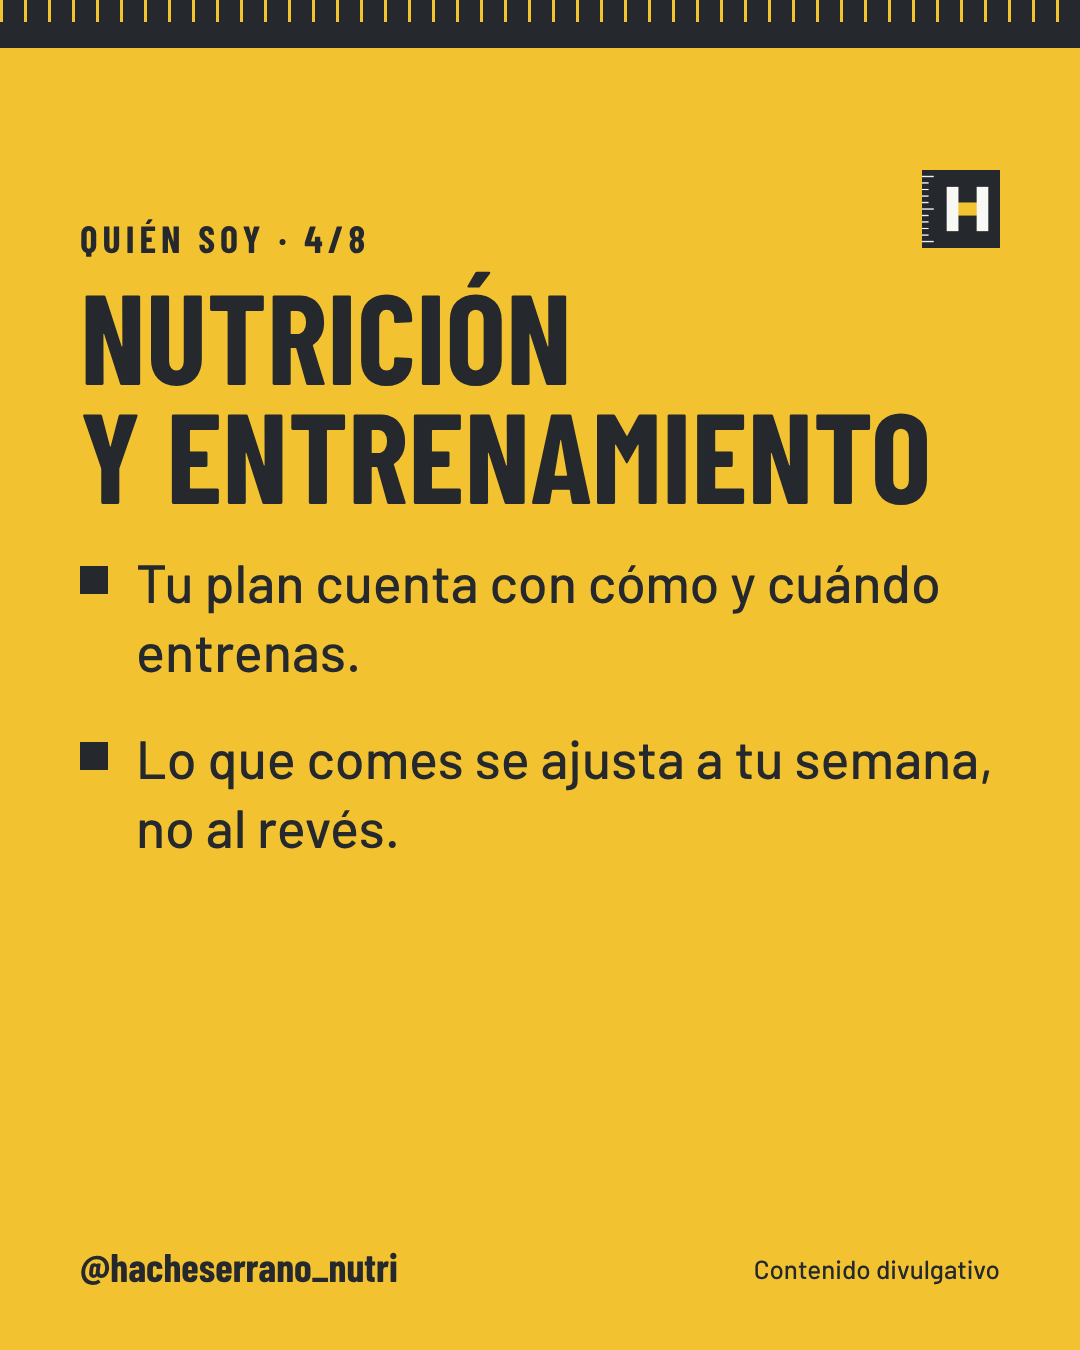 H
QUIÉN SOY · 4/8
NUTRICIÓN
Y ENTRENAMIENTO
Tu plan cuenta con cómo y cuándo
entrenas.
Lo que comes se ajusta a tu semana,
no al revés.
@hacheserrano_nutri
Contenido divulgativo